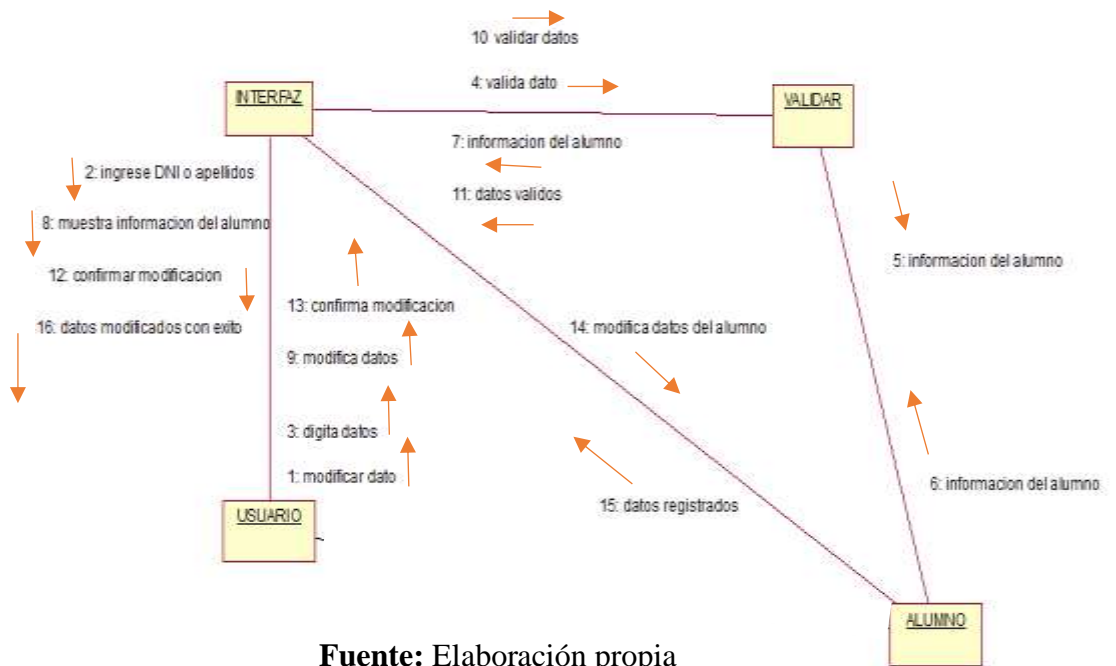 10 validar datos
4: valida dato
INTERFAZ
VALIDAR
7: informacion del alumno
2: ingrese DNI o apellidos
11: datos validos
8: muestra informacion del alumno
5: informacion del alumno
12: confirmar modificacion
13: confirma modificacion
16: datos modificados con exito
14: modifica datos del alumno
9: modifica datos
3: digita datos
1: modificar dato
6: informacion del alumno
15: datos registrados
USUARIO
ALUMNO
Fuente: Elaboración propia